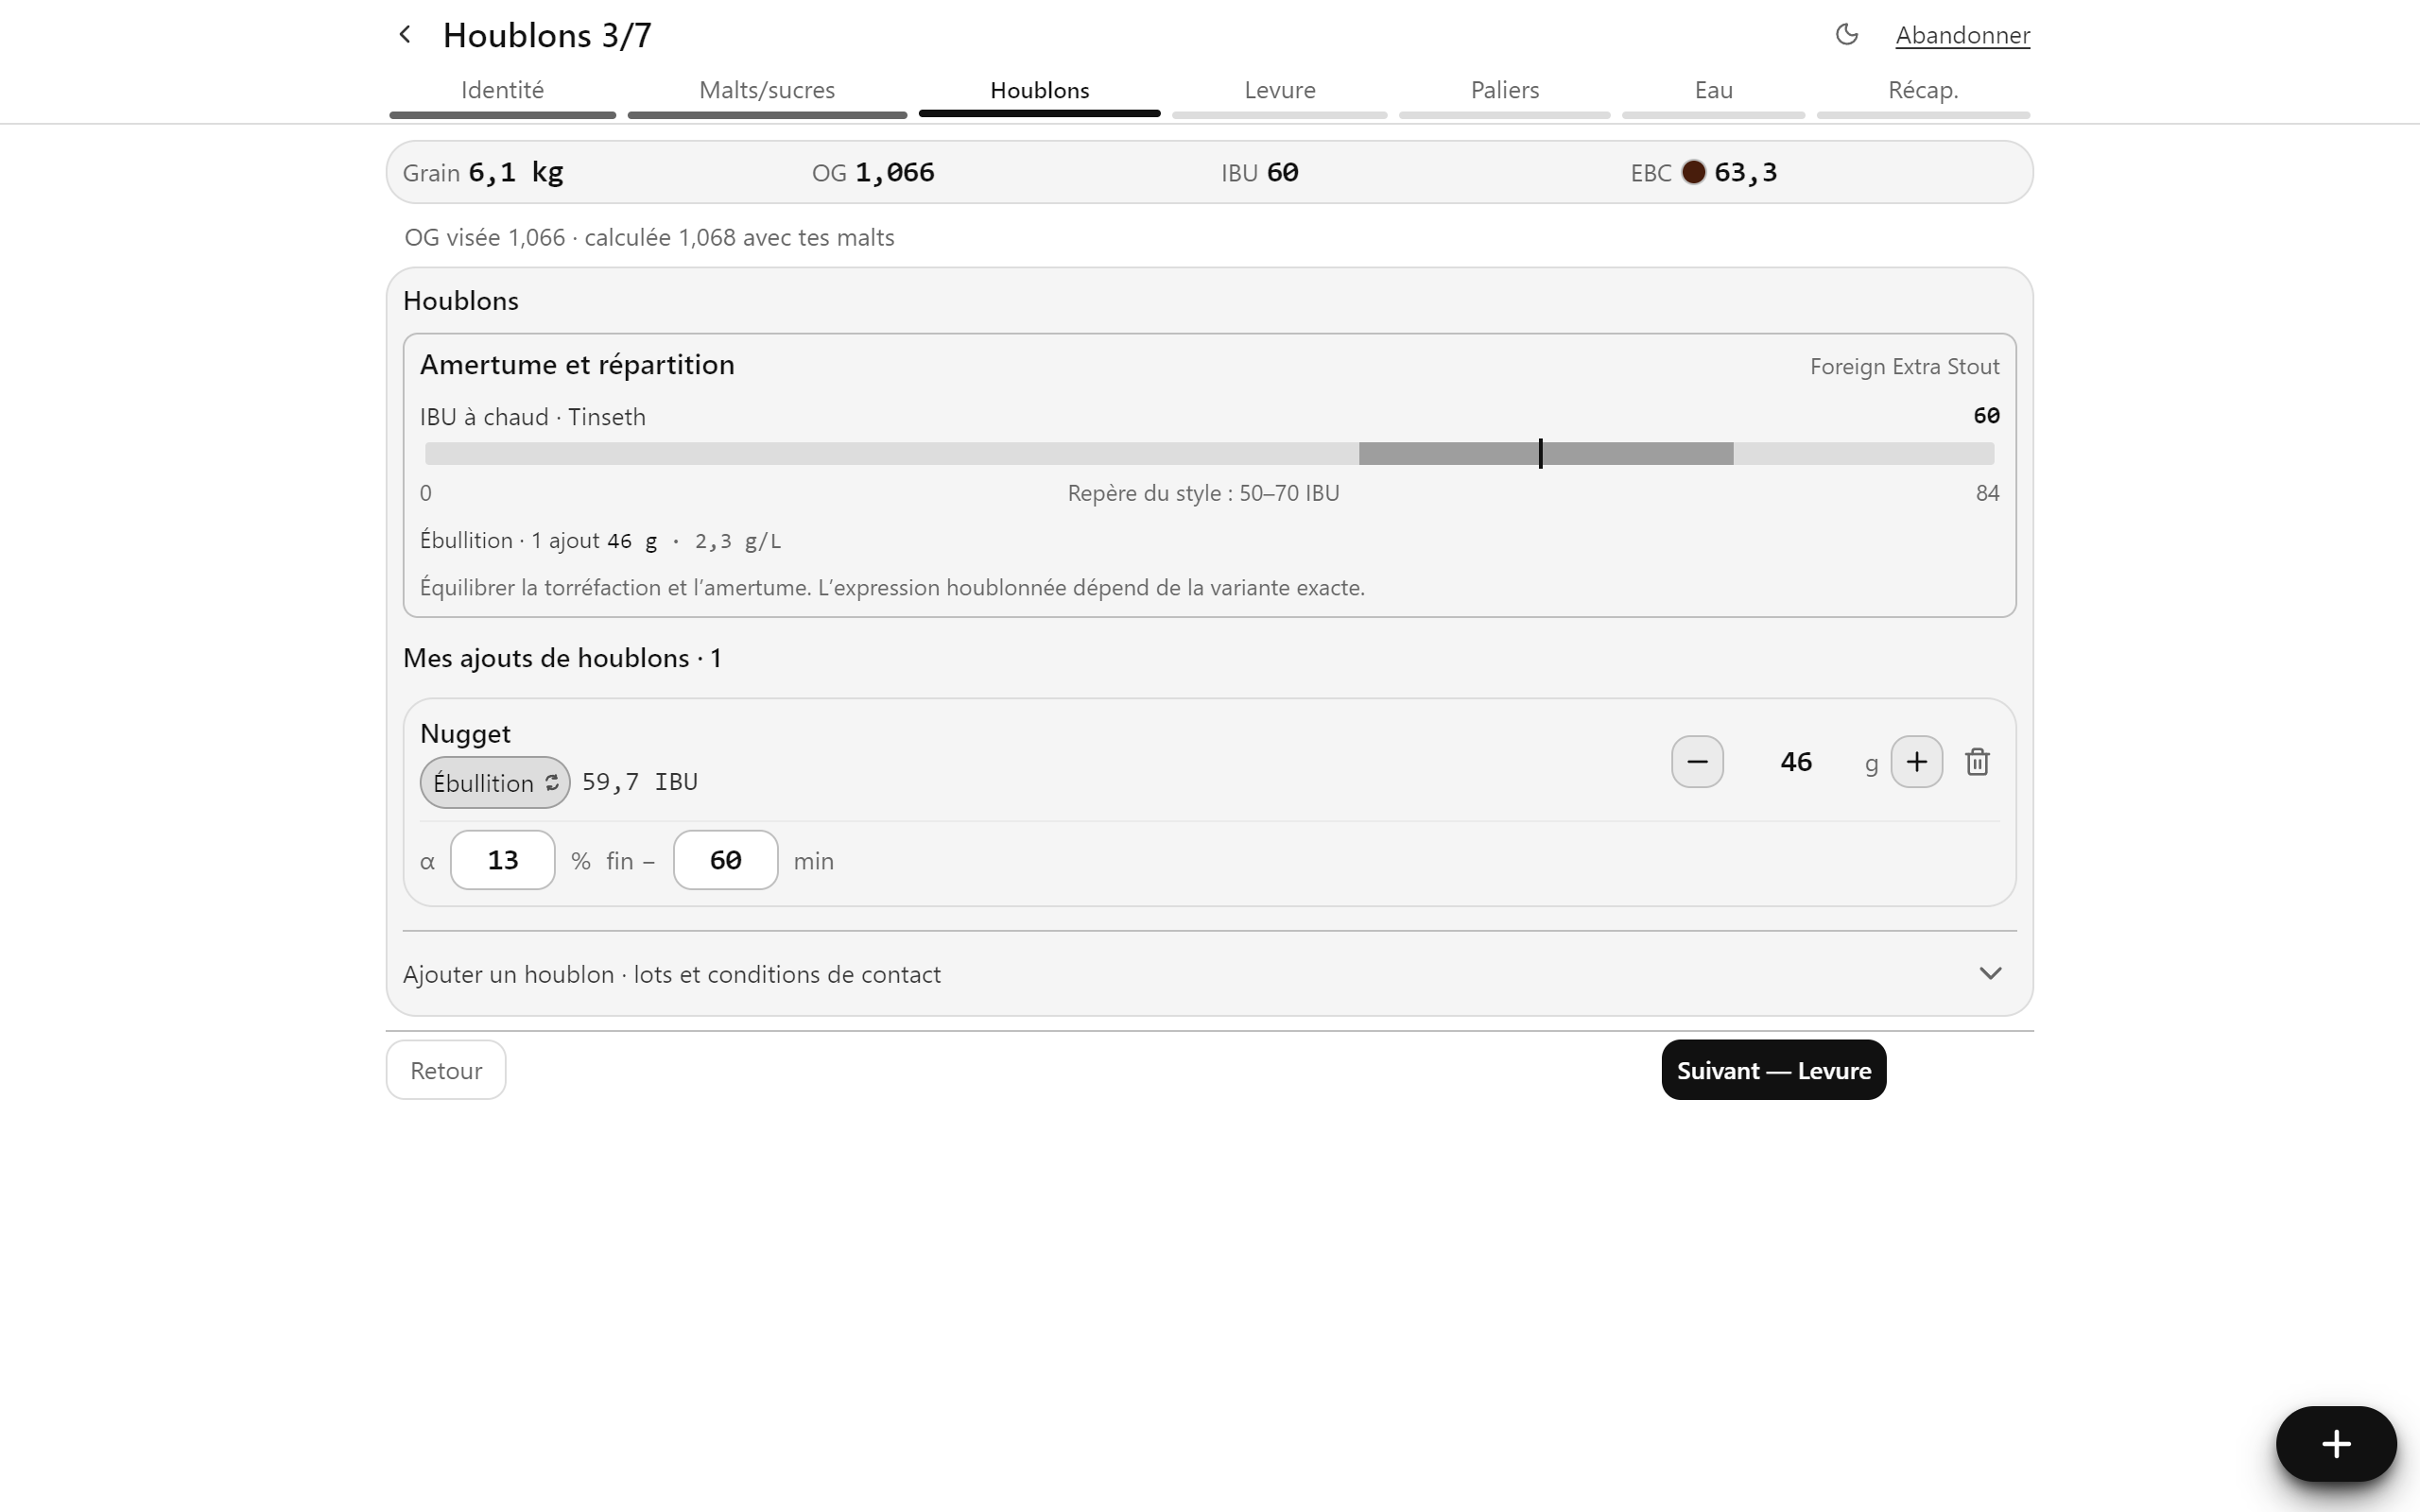 Houblons 3/7
Abandonner
Identité Malts/sucres Houblons Levure Paliers Eau Récap.
Grain 6,1 kg OG 1,066 IBU 60 EBC 63,3
OG visée 1,066 · calculée 1,068 avec tes malts
Houblons
Amertume et répartition Foreign Extra Stout
IBU à chaud · Tinseth 60
0 Repère du style : 50–70 IBU 84
Ébullition · 1 ajout 46 g · 2,3 g/L
Équilibrer la torréfaction et l’amertume. L’expression houblonnée dépend de la variante exacte.
Mes ajouts de houblons · 1
Nugget
Ébullition 59,7 IBU
− 46 g +
α 13 % fin − 60 min
Ajouter un houblon · lots et conditions de contact
Retour Suivant — Levure
+